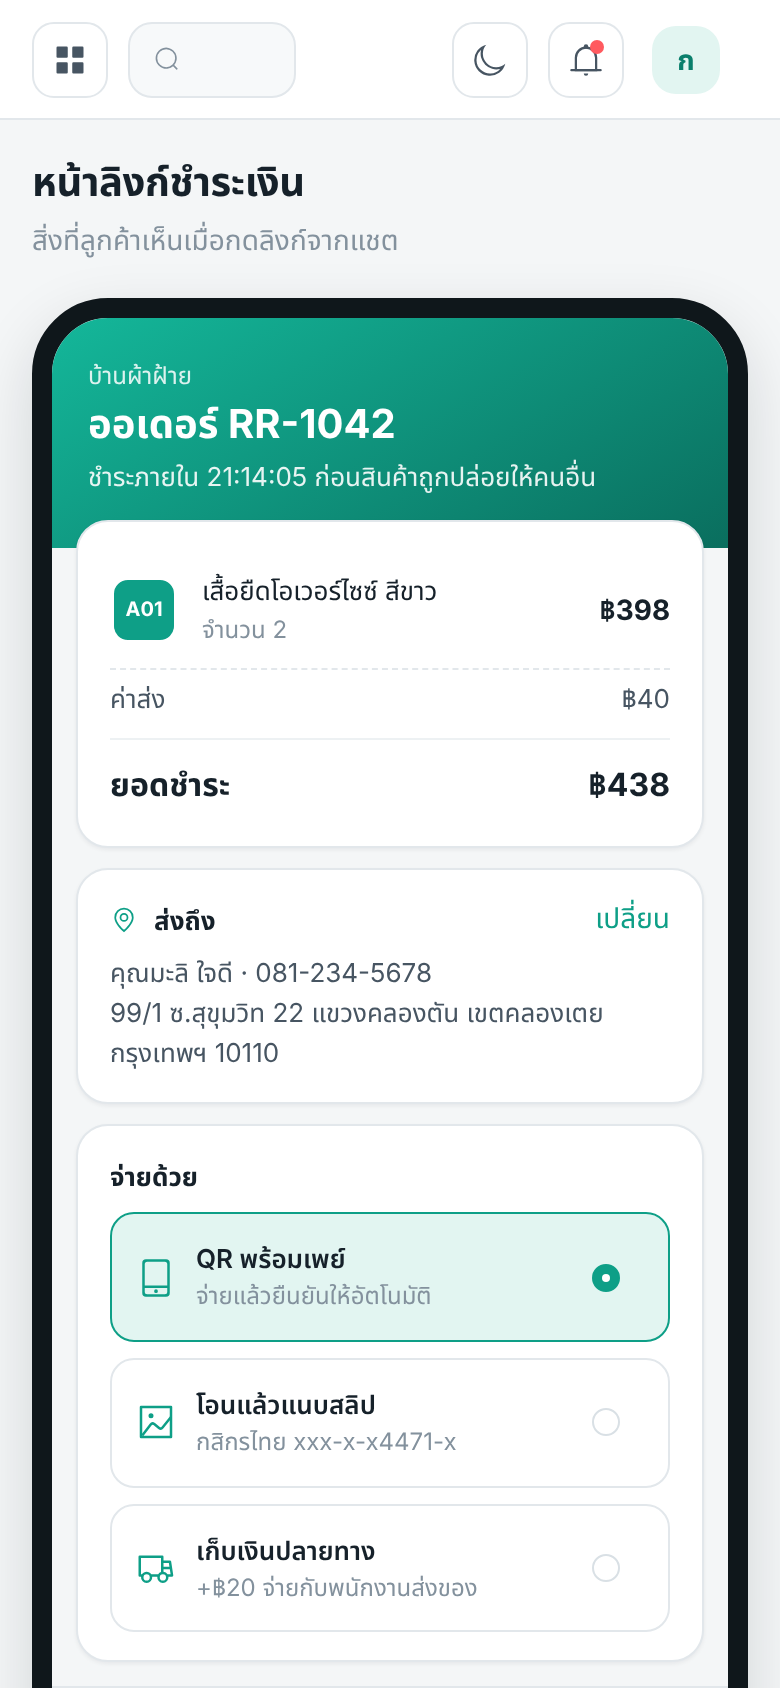 ก
หน้าลิงก์ชำระเงิน
สิ่งที่ลูกค้าเห็นเมื่อกดลิงก์จากแชต
บ้านผ้าฝ้าย
ออเดอร์ RR-1042
ชำระภายใน 21:14:05 ก่อนสินค้าถูกปล่อยให้คนอื่น
A01
เสื้อยืดโอเวอร์ไซซ์ สีขาว
฿398
จำนวน 2
ค่าส่ง ฿40
ยอดชำระ ฿438
ส่งถึง เปลี่ยน
คุณมะลิ ใจดี · 081-234-5678
99/1 ซ.สุขุมวิท 22 แขวงคลองตัน เขตคลองเตย
กรุงเทพฯ 10110
จ่ายด้วย
QR พร้อมเพย์
จ่ายแล้วยืนยันให้อัตโนมัติ
โอนแล้วแนบสลิป
กสิกรไทย xxx-x-x4471-x
เก็บเงินปลายทาง
+฿20 จ่ายกับพนักงานส่งของ